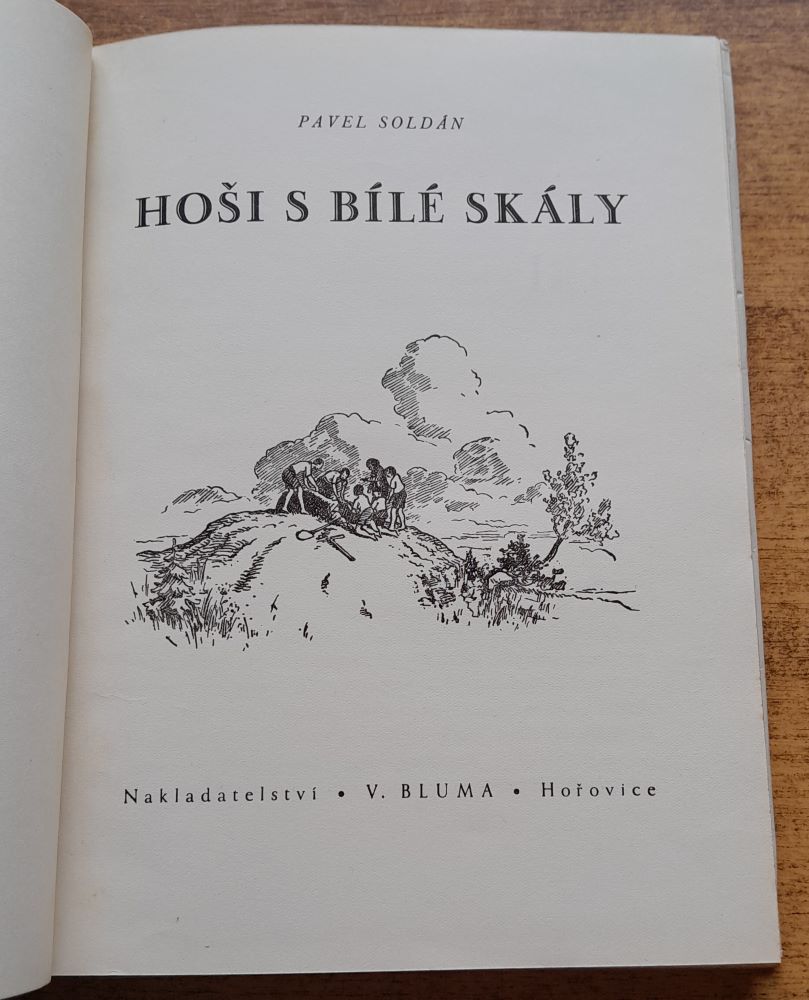 PAVEL SOLDÁN
HOŠI S BÍLÉ SKÁLY
Nakladatelství • V. BLUMA • Hořovice